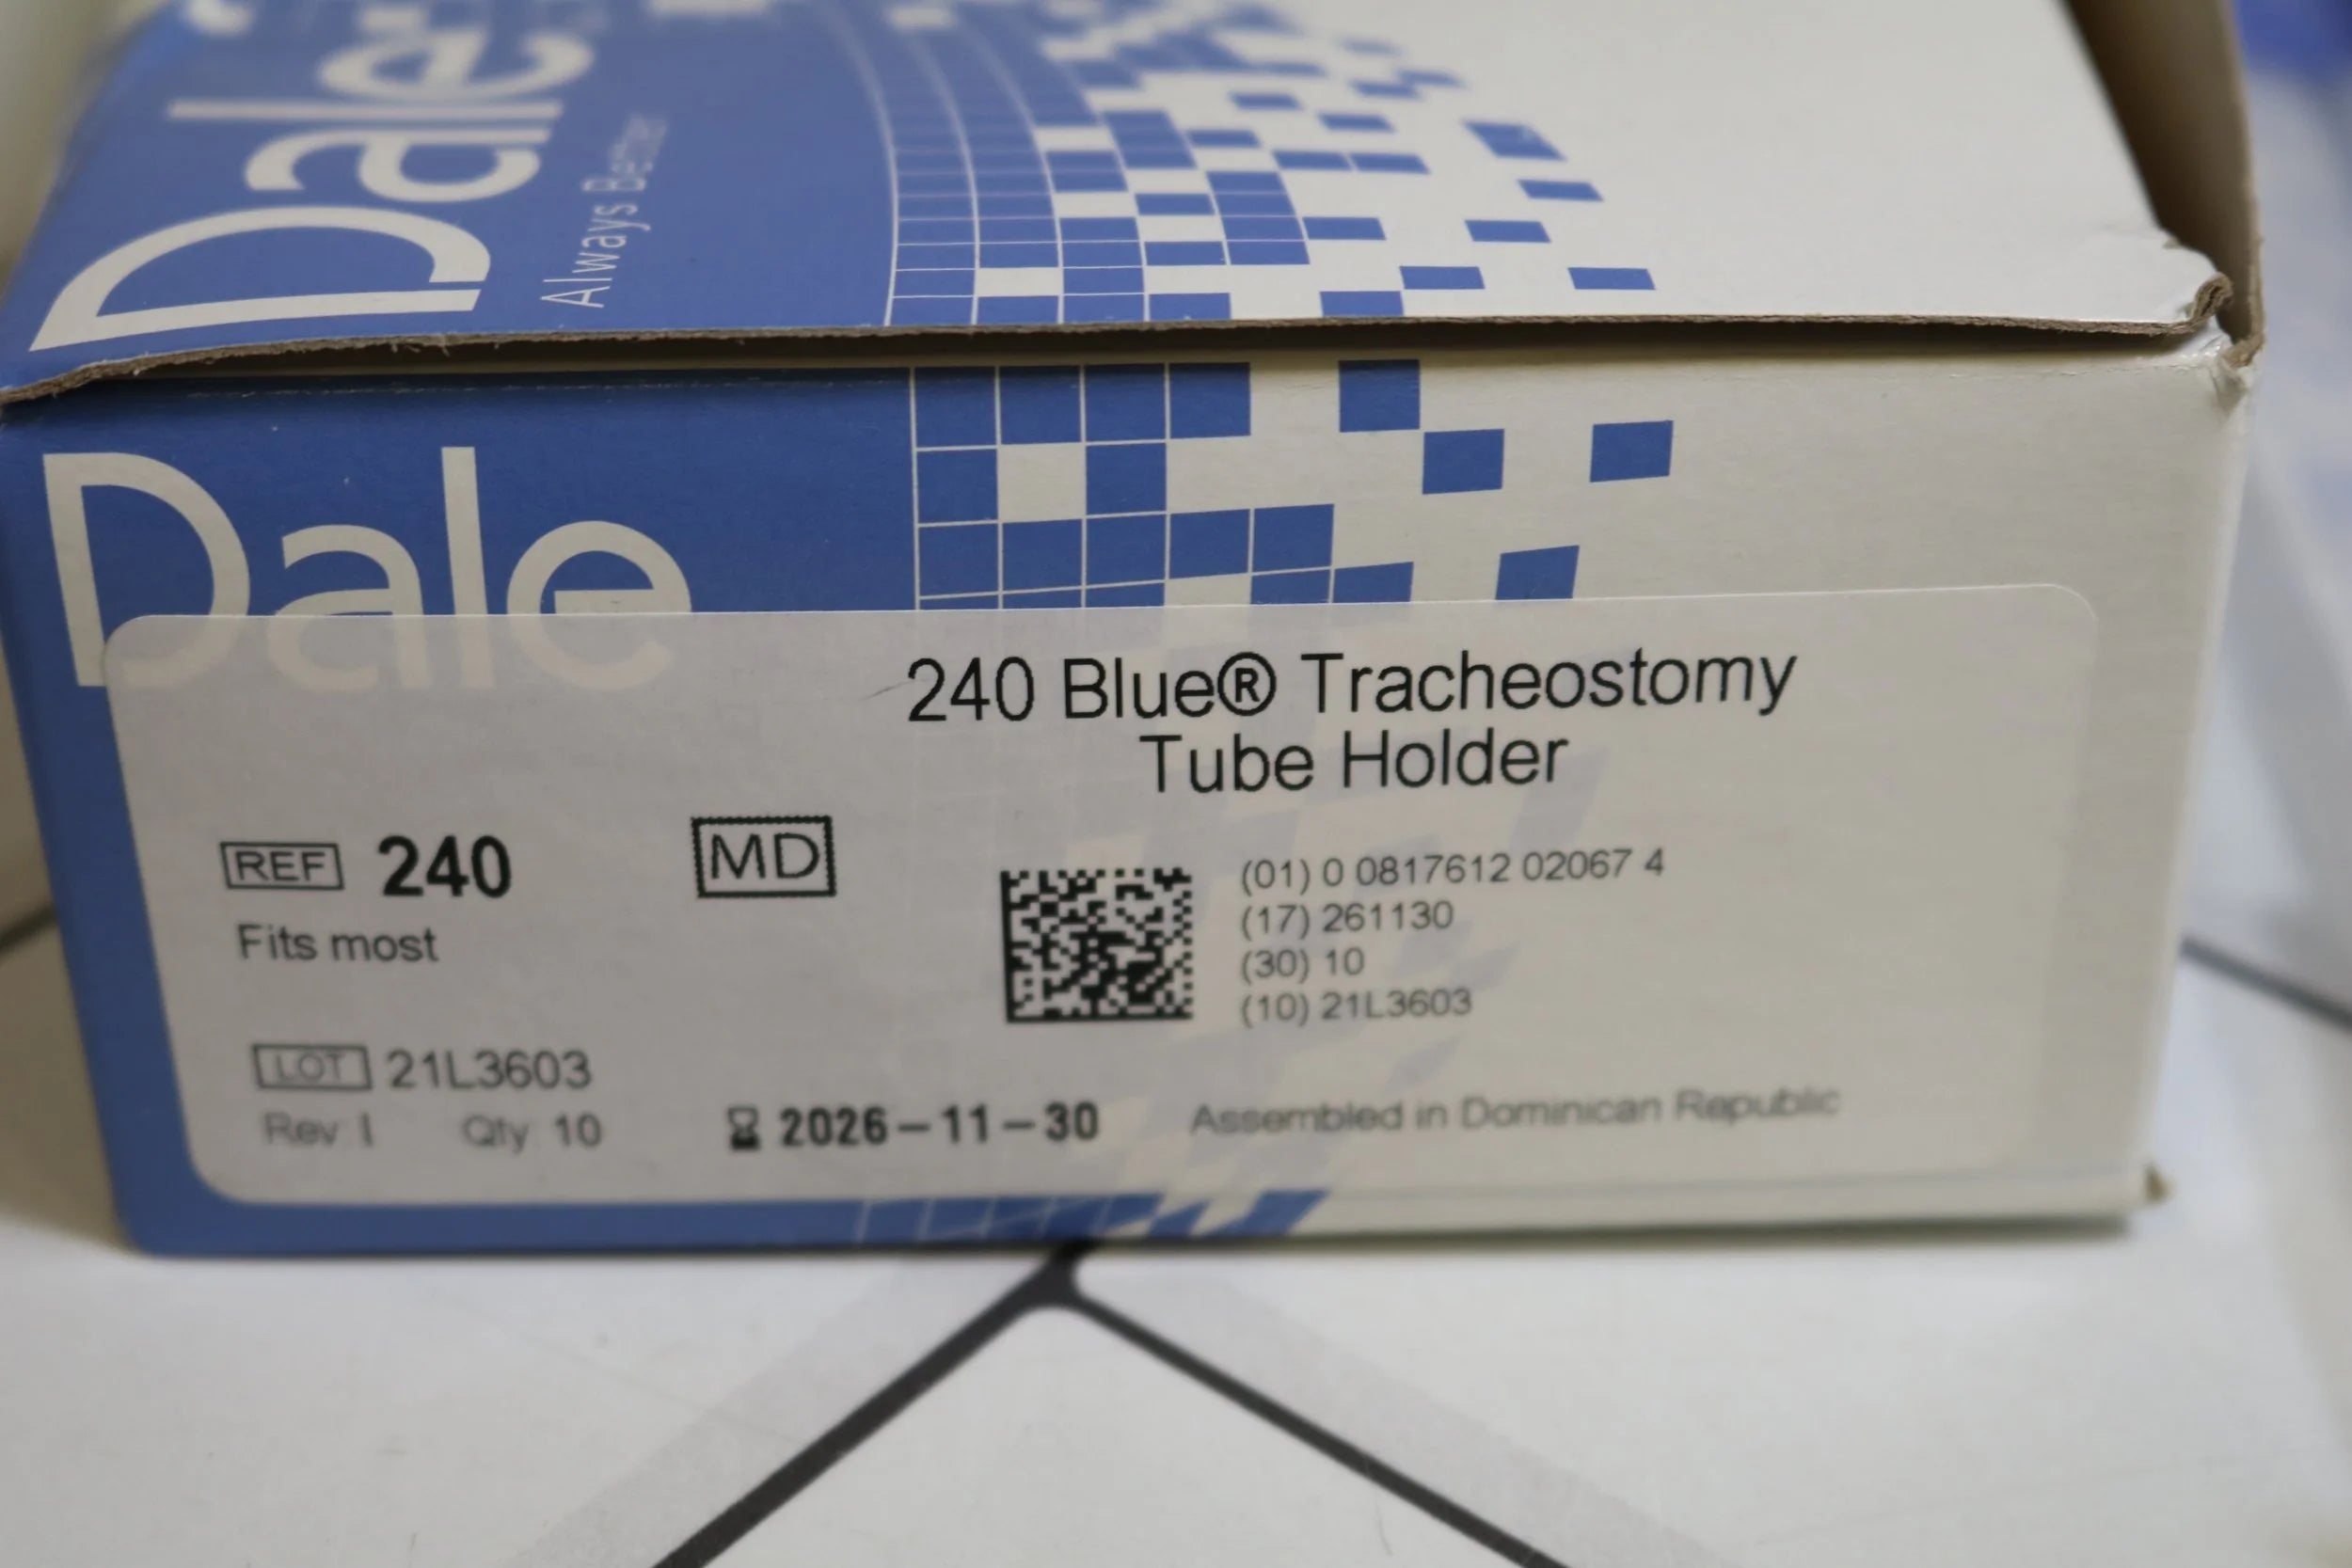 Dale
Always Better
Dale
240 Blue® Tracheostomy
Tube Holder
REF 240
MD
Fits most
(01) 0 0817612 02067 4
(17) 261130
(30) 10
(10) 21L3603
LOT 21L3603
Rev I Qty 10
2026-11-30
Assembled in Dominican Republic